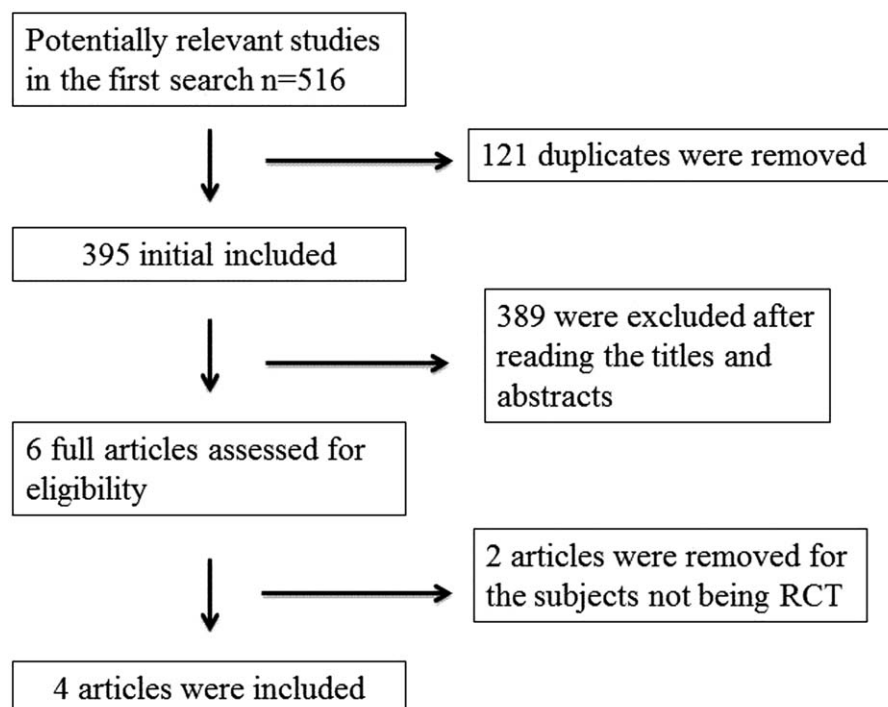 Potentially relevant studies
in the first search n=516
121 duplicates were removed
395 initial included
389 were excluded after
reading the titles and
abstracts
6 full articles assessed for
eligibility
2 articles were removed for
the subjects not being RCT
4 articles were included